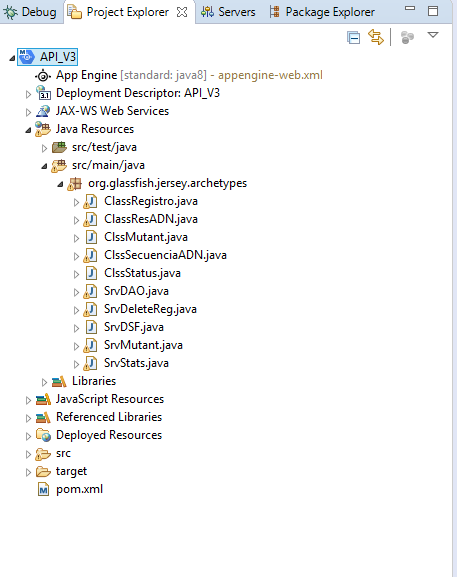 Debug Project Explorer Servers Package Explorer
API_V3
App Engine [standard: java8] - appengine-web.xml
Deployment Descriptor: API_V3
JAX-WS Web Services
Java Resources
src/test/java
src/main/java
org.glassfish.jersey.archetypes
ClassRegistro.java
ClassResADN.java
ClssMutant.java
ClssSecuenciaADN.java
ClssStatus.java
SrvDAO.java
SrvDeleteReg.java
SrvDSF.java
SrvMutant.java
SrvStats.java
Libraries
JavaScript Resources
Referenced Libraries
Deployed Resources
src
target
pom.xml